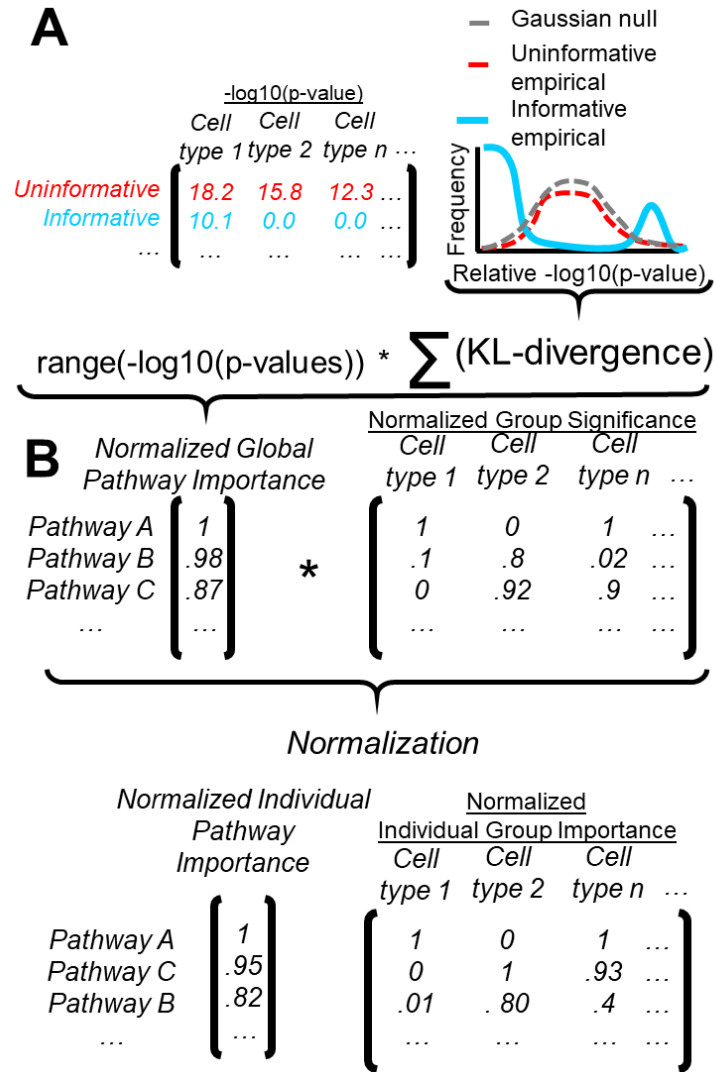 A
Gaussian null
Uninformative
empirical
Informative
empirical
-log10(p-value)
Cell Cell Cell
type 1 type 2 type n ...
Uninformative 18.2 15.8 12.3 ...
Informative 10.1 0.0 0.0 ...
... ... ... ... ...
Frequency
Relative -log10(p-value)
range(-log10(p-values)) * ∑(KL-divergence)
B
Normalized Global
Pathway Importance
Normalized Group Significance
Cell Cell Cell
type 1 type 2 type n ...
Pathway A 1 * 1 0 1 ...
Pathway B .98 .1 .8 .02 ...
Pathway C .87 0 .92 .9 ...
... ... ... ... ... ...
Normalization
Normalized Individual
Pathway
Importance
Normalized
Individual Group Importance
Cell Cell Cell
type 1 type 2 type n ...
Pathway A 1 1 0 1 ...
Pathway C .95 0 1 .93 ...
Pathway B .82 .01 . 80 .4 ...
... ... ... ... ... ...